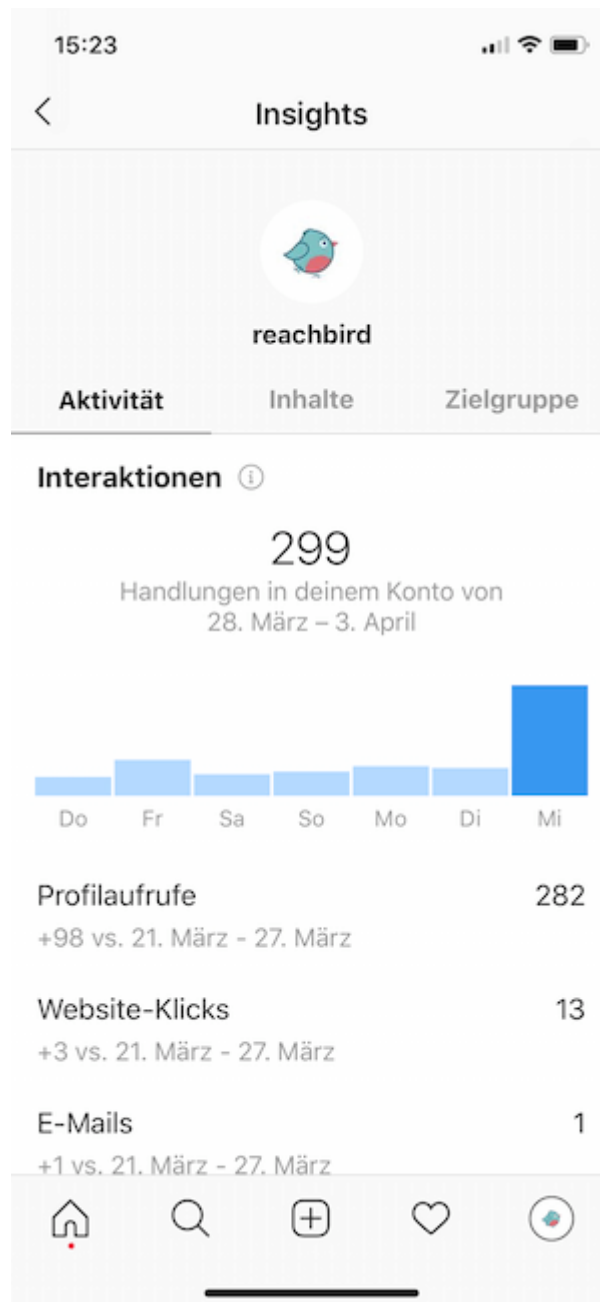 15:23
Insights
reachbird
Aktivität Inhalte Zielgruppe
Interaktionen
299
Handlungen in deinem Konto von
28. März – 3. April
Do Fr Sa So Mo Di Mi
Profilaufrufe 282
+98 vs. 21. März - 27. März
Website-Klicks 13
+3 vs. 21. März - 27. März
E-Mails 1
+1 vs. 21. März - 27. März